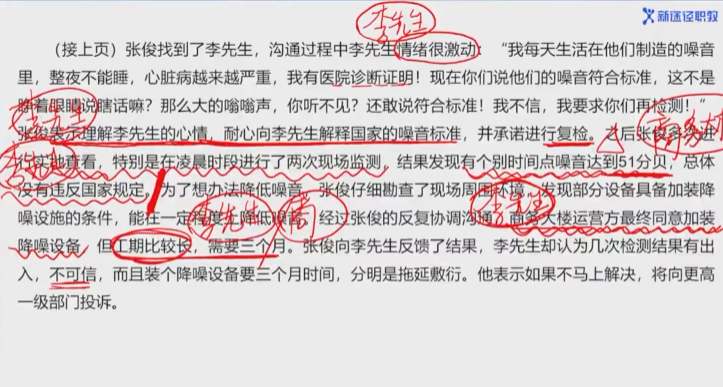 李先生
新途径职教
（接上页）张俊找到了李先生，沟通过程中李先生情绪很激动：“我每天生活在他们制造的噪音
里，整夜不能睡，心脏病越来越严重，我有医院诊断证明！现在你们说他们的噪音符合标准，这不是
睁着眼睛说瞎话嘛？那么大的嗡嗡声，你听不见？还敢说符合标准！我不信，我要求你们再检测！”
李先生
张俊表示理解李先生的心情，耐心向李先生解释国家的噪音标准，并承诺进行复检。之后张俊多次进
商务大
李先生
行实地查看，特别是在凌晨时段进行了两次现场监测，结果发现有个别时间点噪音达到51分贝，总体
没有违反国家规定。为了想办法降低噪音，张俊仔细勘查了现场周围环境，发现部分设备具备加装降
噪设施的条件，能在一定程度上降低噪音。经过张俊的反复协调沟通，商务大楼运营方最终同意加装
李先生
商
李先生
降噪设备，但工期比较长，需要三个月。张俊向李先生反馈了结果，李先生却认为几次检测结果有出
入，不可信，而且装个降噪设备要三个月时间，分明是拖延敷衍。他表示如果不马上解决，将向更高
一级部门投诉。